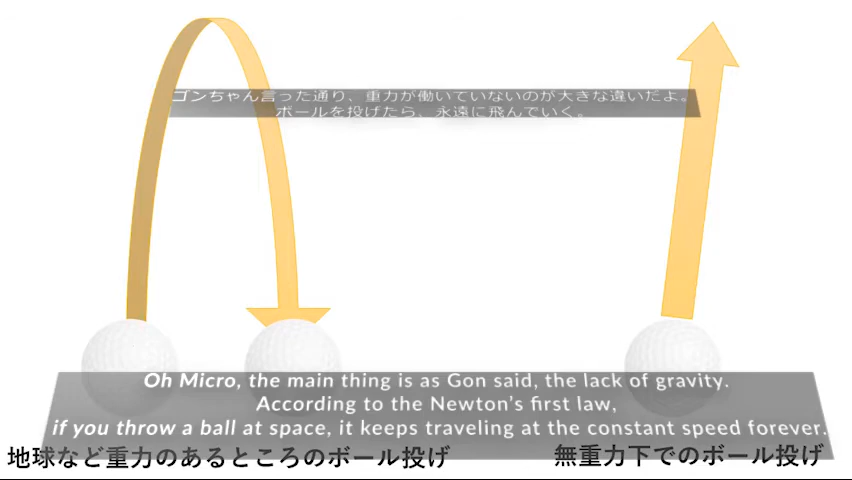 ゴンちゃん言った通り、重力が働いていないのが大きな違いだよ。
ボールを投げたら、永遠に飛んでいく。
Oh Micro, the main thing is as Gon said, the lack of gravity.
According to the Newton's first law,
if you throw a ball at space, it keeps traveling at the constant speed forever.
地球など重力のあるところのボール投げ
無重力下でのボール投げ